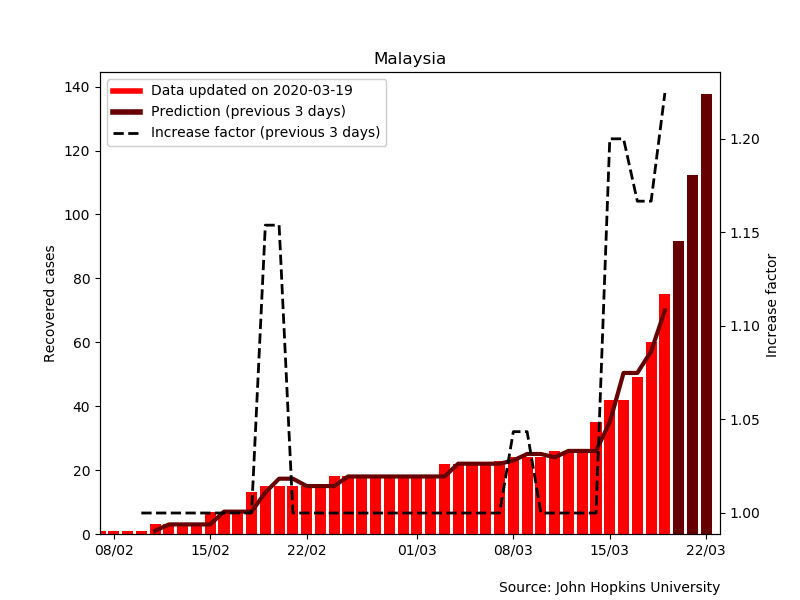 Malaysia
Data updated on 2020-03-19
Prediction (previous 3 days)
Increase factor (previous 3 days)
Recovered cases
140
120
100
80
60
40
20
0
1.20
1.15
1.10
1.05
1.00
Increase factor
08/02 15/02 22/02 01/03 08/03 15/03 22/03
Source: John Hopkins University